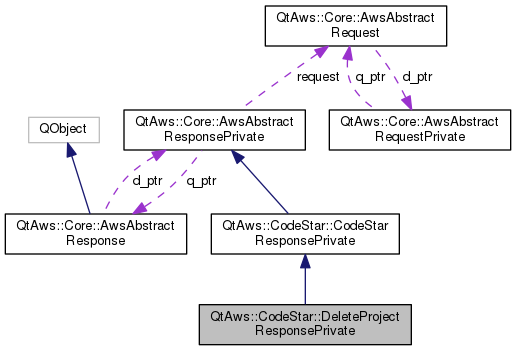 QtAws::Core::AwsAbstract
Request
request
q_ptr
d_ptr
QObject
QtAws::Core::AwsAbstract
ResponsePrivate
QtAws::Core::AwsAbstract
RequestPrivate
d_ptr
q_ptr
QtAws::Core::AwsAbstract
Response
QtAws::CodeStar::CodeStar
ResponsePrivate
QtAws::CodeStar::DeleteProject
ResponsePrivate